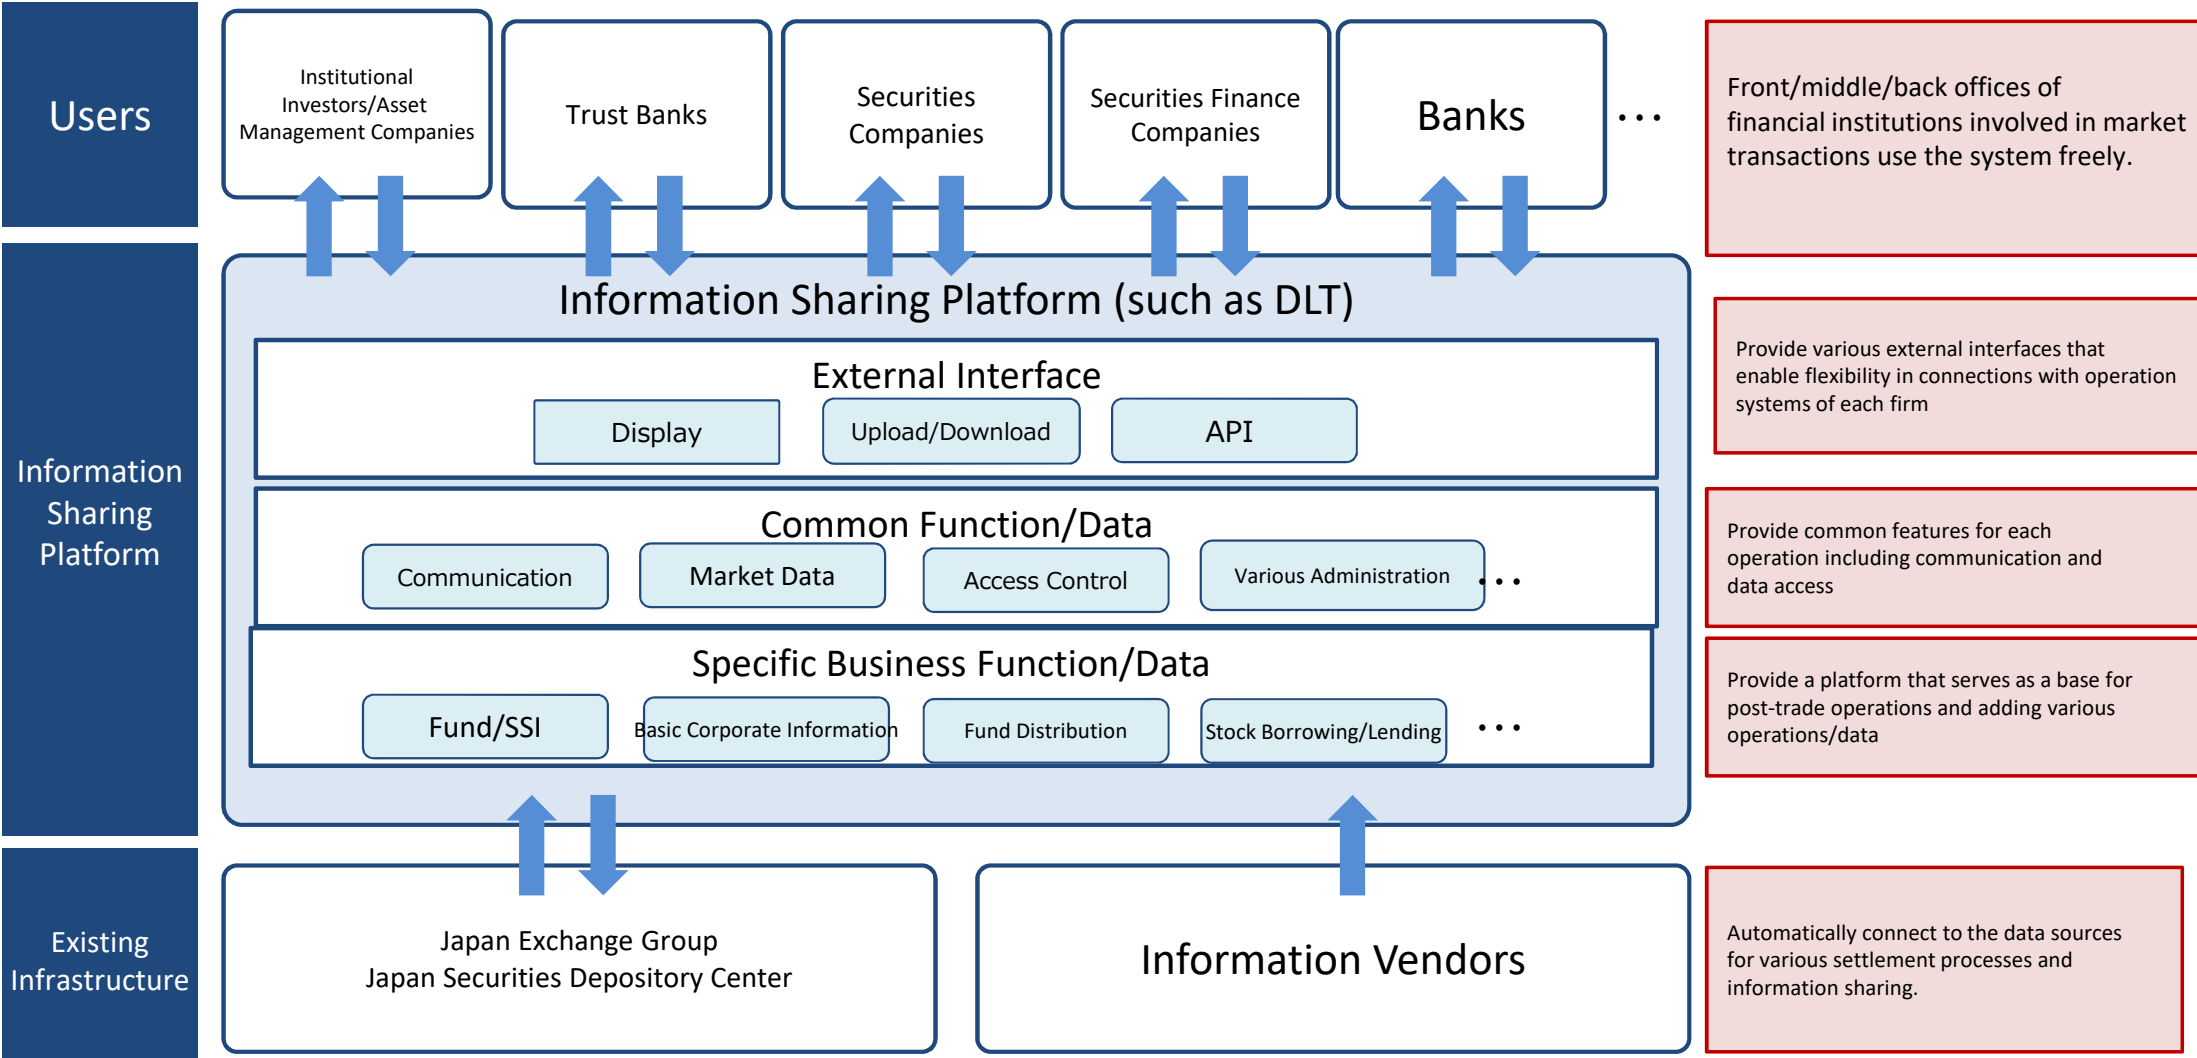 Users
Institutional
Investors/Asset
Management Companies
Trust Banks
Securities
Companies
Securities Finance
Companies
Banks
...
Front/middle/back offices of
financial institutions involved in market
transactions use the system freely.
Information
Sharing
Platform
Information Sharing Platform (such as DLT)
External Interface
Display
Upload/Download
API
Provide various external interfaces that
enable flexibility in connections with operation
systems of each firm
Common Function/Data
Communication
Market Data
Access Control
Various Administration
...
Provide common features for each
operation including communication and
data access
Specific Business Function/Data
Fund/SSI
Basic Corporate Information
Fund Distribution
Stock Borrowing/Lending
...
Provide a platform that serves as a base for
post-trade operations and adding various
operations/data
Existing
Infrastructure
Japan Exchange Group
Japan Securities Depository Center
Information Vendors
Automatically connect to the data sources
for various settlement processes and
information sharing.